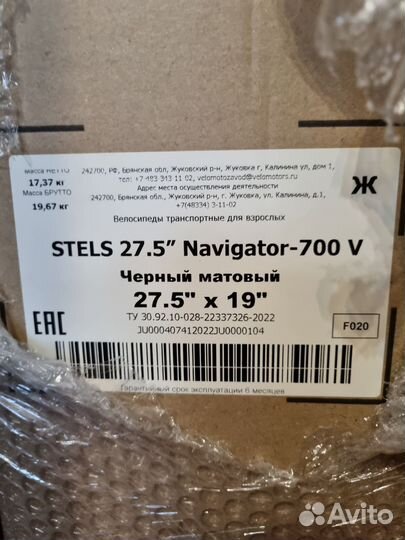 Масса НЕТТО
17,37 кг
Масса БРУТТО
19,67 кг
242700, РФ, Брянская обл, Жуковский р-н, Жуковка г, Калинина ул, дом 1,
тел: +7 483 343 11 02, velomotozavod@velomotors.ru
Адрес места осуществления деятельности
242700, Брянская обл., Жуковский р-н, г. Жуковка, ул. Калинина, д.1,
+7(48334) 3-11-02
Ж
Велосипеды транспортные для взрослых
STELS 27.5” Navigator-700 V
Черный матовый
27.5" x 19"
ТУ 30.92.10-028-22337326-2022
EAC
F020
JU000407412022JU0000104
Гарантийный срок эксплуатации 6 месяцев
Avito